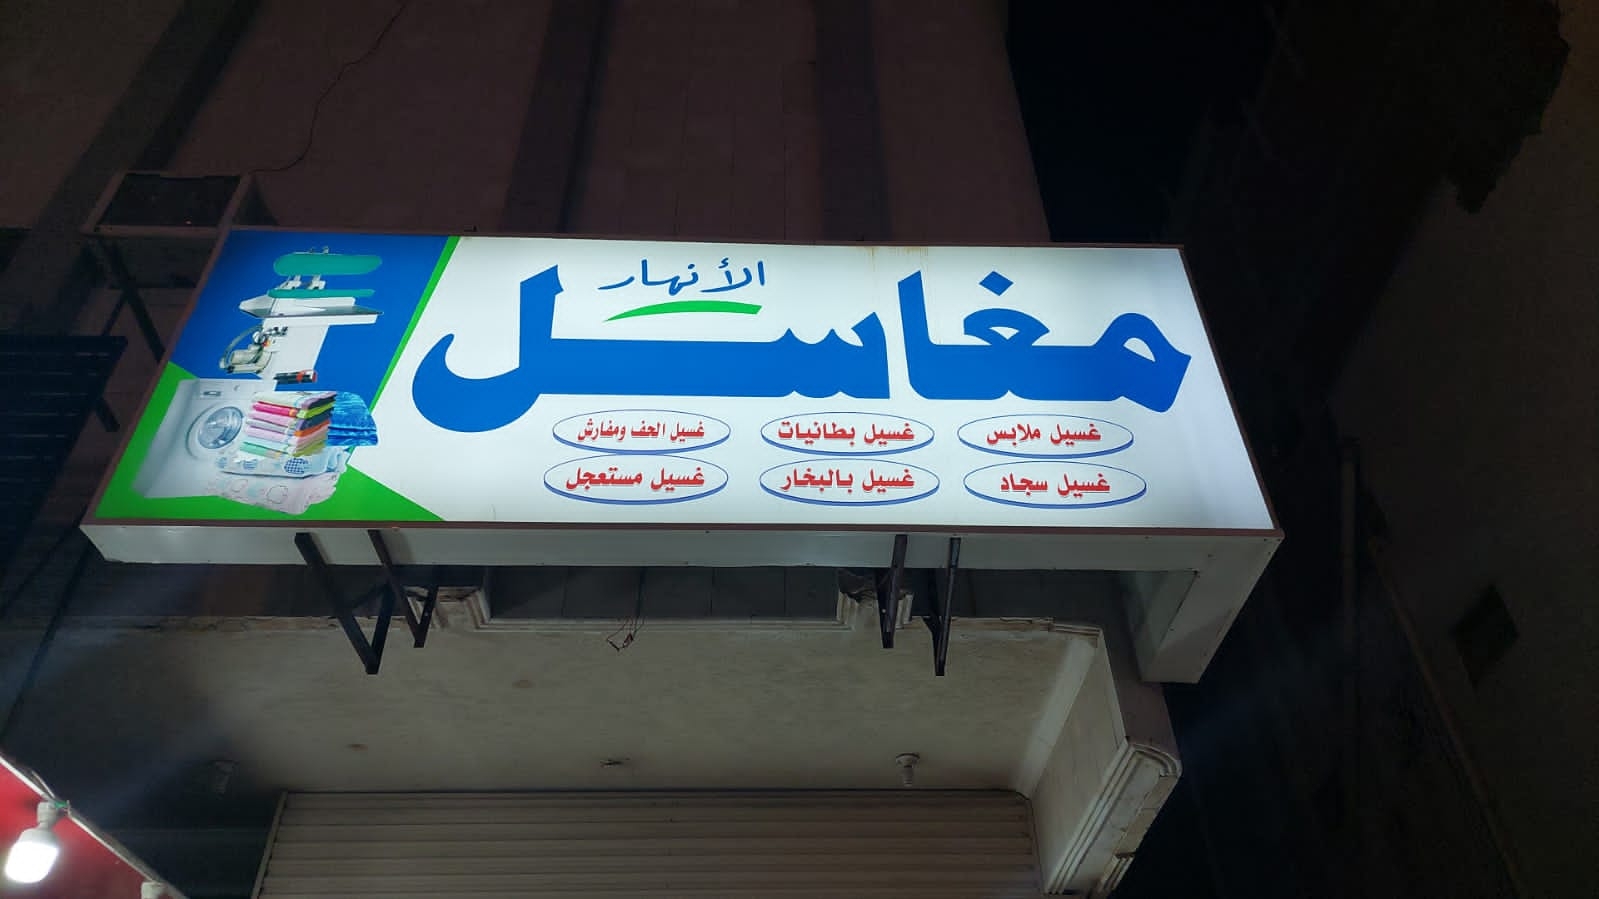 مغاسل
الأنهار
غسيل ملابس
غسيل بطانيات
غسيل الحف ومفارش
غسيل سجاد
غسيل بالبخار
غسيل مستعجل